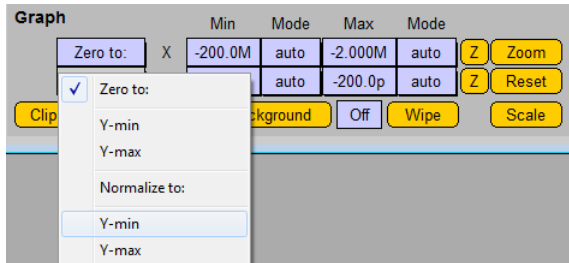 Graph Min Mode Max Mode
Zero to: X -200.0M auto -2.000M auto Z Zoom
auto -200.0p auto Z Reset
Clip kground Off Wipe Scale
✓ Zero to:
Y-min
Y-max
Normalize to:
Y-min
Y-max